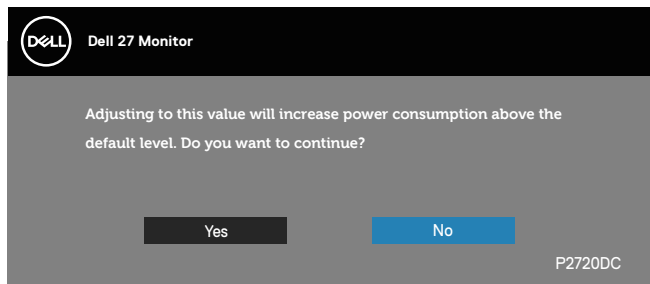 DELL
Dell 27 Monitor
Adjusting to this value will increase power consumption above the
default level. Do you want to continue?
Yes
No
P2720DC